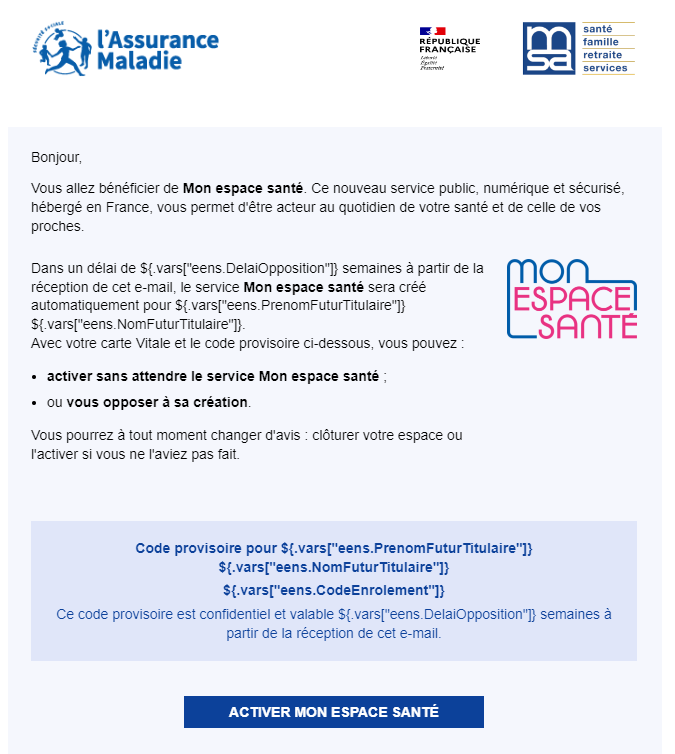 SÉCURITÉ SOCIALE
l'Assurance
Maladie
RÉPUBLIQUE
FRANÇAISE
Liberté
Égalité
Fraternité
msa
santé
famille
retraite
services
Bonjour,
Vous allez bénéficier de Mon espace santé. Ce nouveau service public, numérique et sécurisé,
hébergé en France, vous permet d'être acteur au quotidien de votre santé et de celle de vos
proches.
Dans un délai de ${.vars["eens.DelaiOpposition"]} semaines à partir de la
réception de cet e-mail, le service Mon espace santé sera créé
automatiquement pour ${.vars["eens.PrenomFuturTitulaire"]}
${.vars["eens.NomFuturTitulaire"]}.
Avec votre carte Vitale et le code provisoire ci-dessous, vous pouvez :
• activer sans attendre le service Mon espace santé ;
• ou vous opposer à sa création.
Vous pourrez à tout moment changer d'avis : clôturer votre espace ou
l'activer si vous ne l'aviez pas fait.
mon
ESPACE
SANTÉ
Code provisoire pour ${.vars["eens.PrenomFuturTitulaire"]}
${.vars["eens.NomFuturTitulaire"]}
${.vars["eens.CodeEnrolement"]}
Ce code provisoire est confidentiel et valable ${.vars["eens.DelaiOpposition"]} semaines à
partir de la réception de cet e-mail.
ACTIVER MON ESPACE SANTÉ